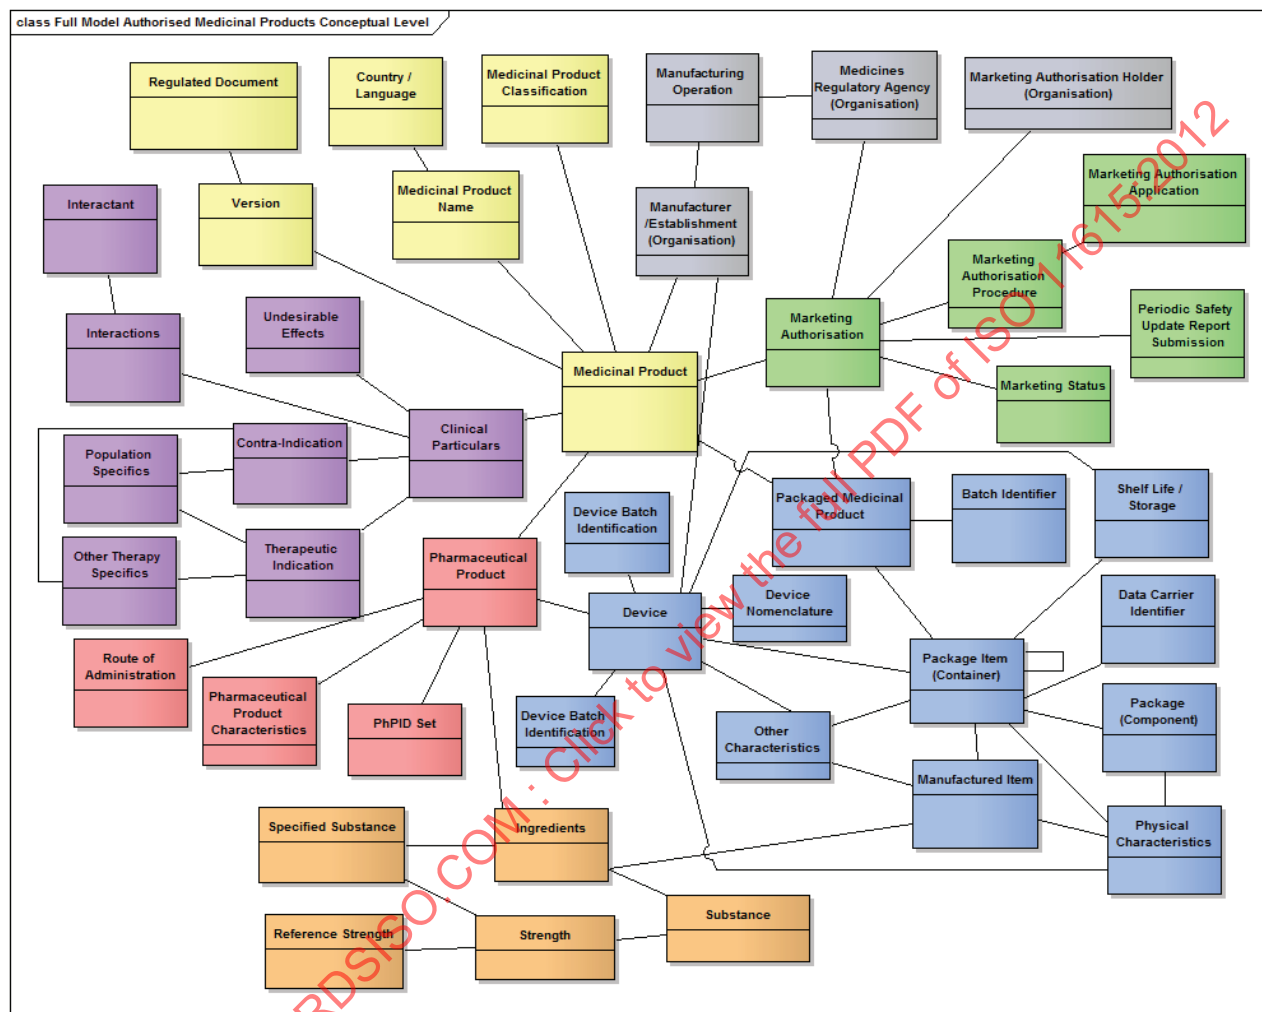 class Full Model Authorised Medicinal Products Conceptual Level
Regulated Document
Country /
Language
Medicinal Product
Classification
Manufacturing
Operation
Medicines
Regulatory Agency
(Organisation)
Marketing Authorisation Holder
(Organisation)
Marketing Authorisation
Application
Interactant
Version
Medicinal Product
Name
Manufacturer
/Establishment
(Organisation)
Marketing
Authorisation
Procedure
Interactions
Undesirable
Effects
Marketing
Authorisation
Periodic Safety
Update Report
Submission
Medicinal Product
Marketing Status
Population
Specifics
Contra-Indication
Clinical
Particulars
Device Batch
Identification
Packaged Medicinal
Product
Batch Identifier
Shelf Life /
Storage
Other Therapy
Specifics
Therapeutic
Indication
Pharmaceutical
Product
Device
Device
Nomenclature
Data Carrier
Identifier
Route of
Administration
Package Item
(Container)
Pharmaceutical
Product
Characteristics
PhPID Set
Device Batch
Identification
Other
Characteristics
Package
(Component)
Manufactured Item
Specified Substance
Ingredients
Physical
Characteristics
Reference Strength
Strength
Substance
RDSISO.COM : Click to view the full PDF of ISO 11615:2012